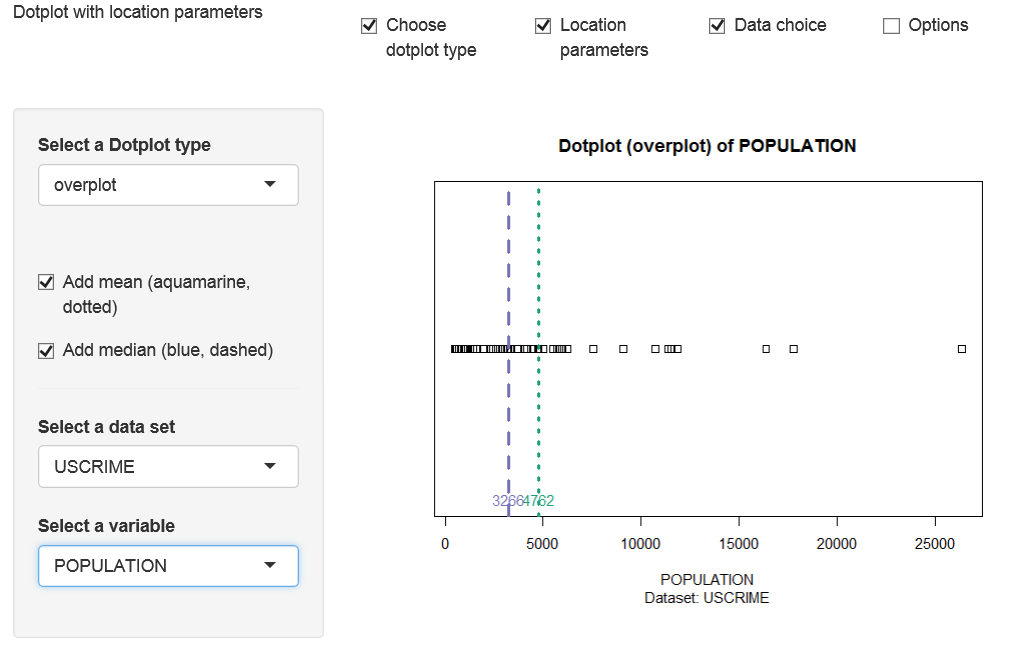 Dotplot with location parameters
Choose
dotplot type
Location
parameters
Data choice
Options
Select a Dotplot type
overplot
Add mean (aquamarine,
dotted)
Add median (blue, dashed)
Select a data set
USCRIME
Select a variable
POPULATION
Dotplot (overplot) of POPULATION
3266 4762
0 5000 10000 15000 20000 25000
POPULATION
Dataset: USCRIME